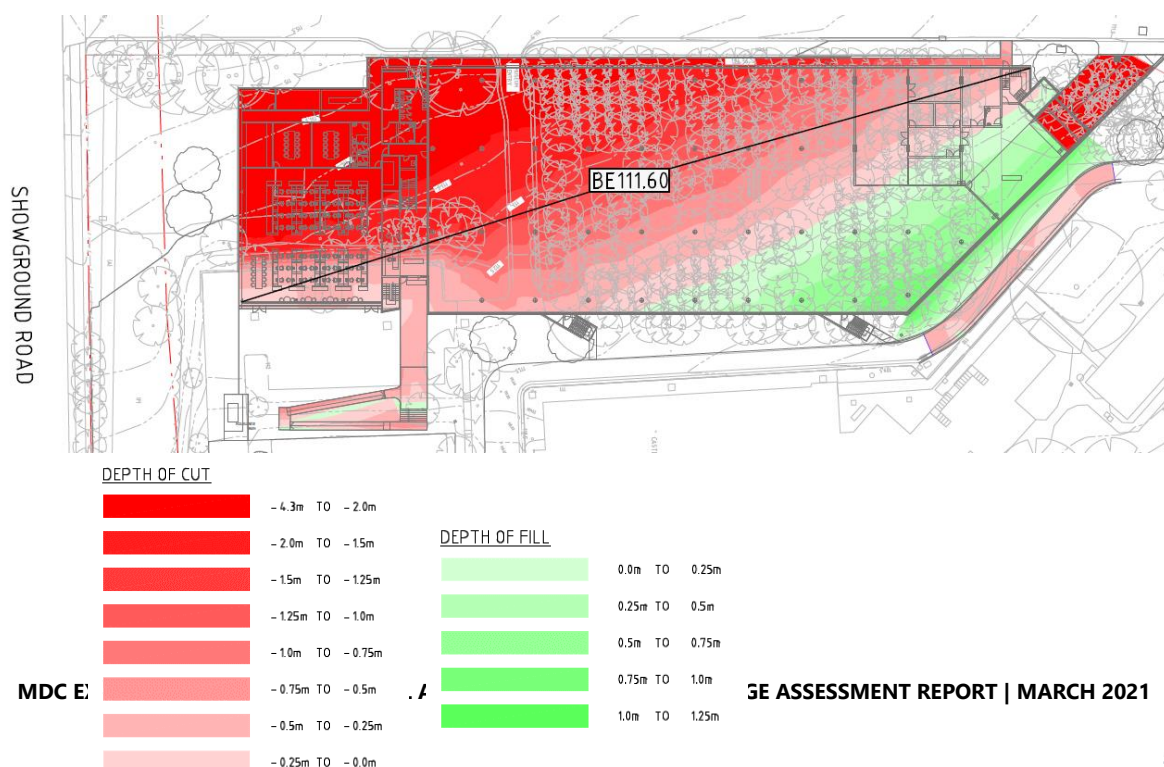 SHOWGROUND ROAD
BE111.60
DEPTH OF CUT
- 4.3m TO - 2.0m
- 2.0m TO - 1.5m
- 1.5m TO - 1.25m
- 1.25m TO - 1.0m
- 1.0m TO - 0.75m
- 0.75m TO - 0.5m
- 0.5m TO - 0.25m
- 0.25m TO - 0.0m
DEPTH OF FILL
0.0m TO 0.25m
0.25m TO 0.5m
0.5m TO 0.75m
0.75m TO 1.0m
1.0m TO 1.25m
MDC GE ASSESSMENT REPORT | MARCH 2021